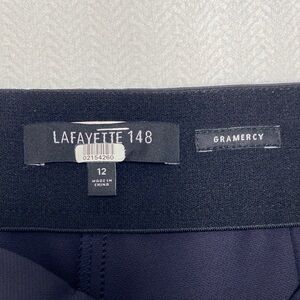 LAFAYETTE 148
02154260
12
MADE IN
CHINA
GRAMERCY